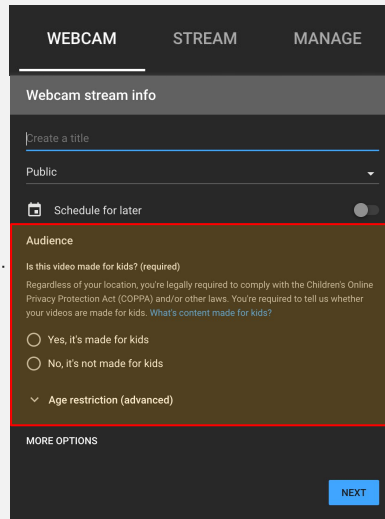 WEBCAM STREAM MANAGE
Webcam stream info
Create a title
Public
Schedule for later
Audience
Is this video made for kids? (required)
Regardless of your location, you're legally required to comply with the Children's Online
Privacy Protection Act (COPPA) and/or other laws. You're required to tell us whether
your videos are made for kids. What's content made for kids?
Yes, it's made for kids
No, it's not made for kids
Age restriction (advanced)
MORE OPTIONS
NEXT